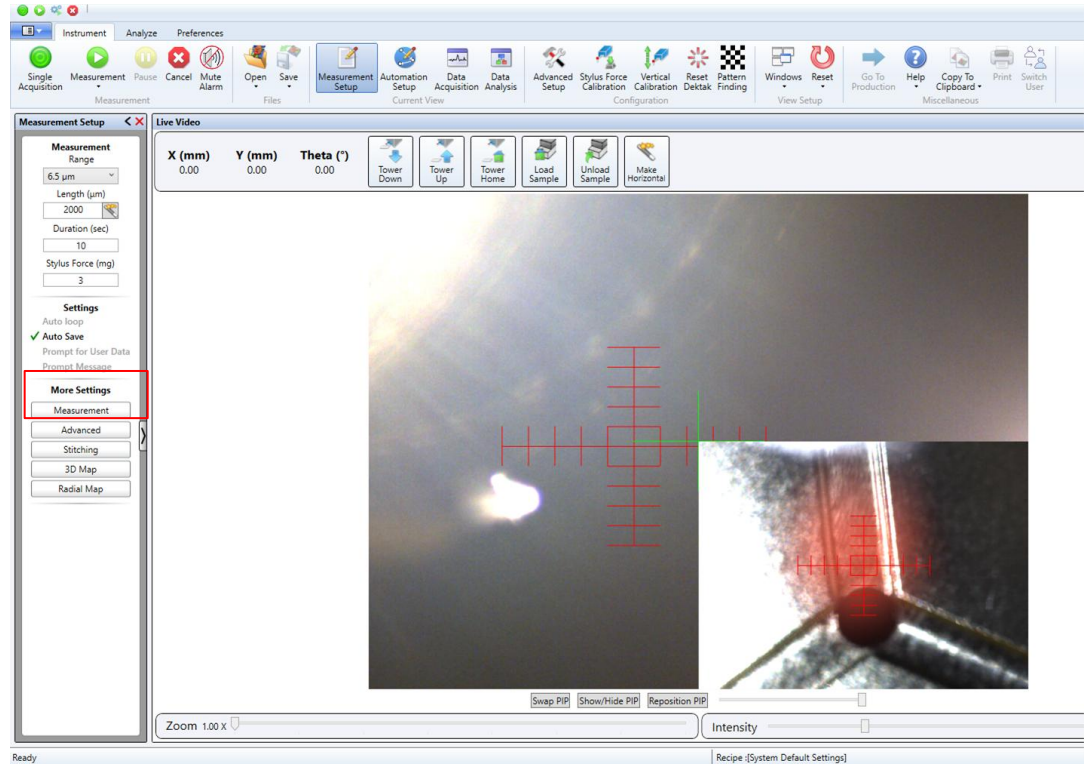 Instrument Analyze Preferences
Single Acquisition
Measurement
Pause
Cancel
Mute Alarm
Open
Save
Measurement Setup
Automation Setup
Data Acquisition
Data Analysis
Advanced Setup
Stylus Force Calibration
Vertical Calibration
Reset Dektak
Pattern Finding
Windows
Reset
Go To Production
Help
Copy To Clipboard
Print
Switch User
Measurement Files Current View Configuration View Setup Miscellaneous
Measurement Setup
Measurement
Range
6.5 µm
Length (µm)
2000
Duration (sec)
10
Stylus Force (mg)
3
Settings
Auto loop
Auto Save
Prompt for User Data
Prompt Message
More Settings
Measurement
Advanced
Stitching
3D Map
Radial Map
Live Video
X (mm) Y (mm) Theta (°)
0.00 0.00 0.00
Tower Down
Tower Up
Tower Home
Load Sample
Unload Sample
Make Horizontal
Swap PIP Show/Hide PIP Reposition PIP
Zoom 1.00 X
Intensity
Ready
Recipe :[System Default Settings]